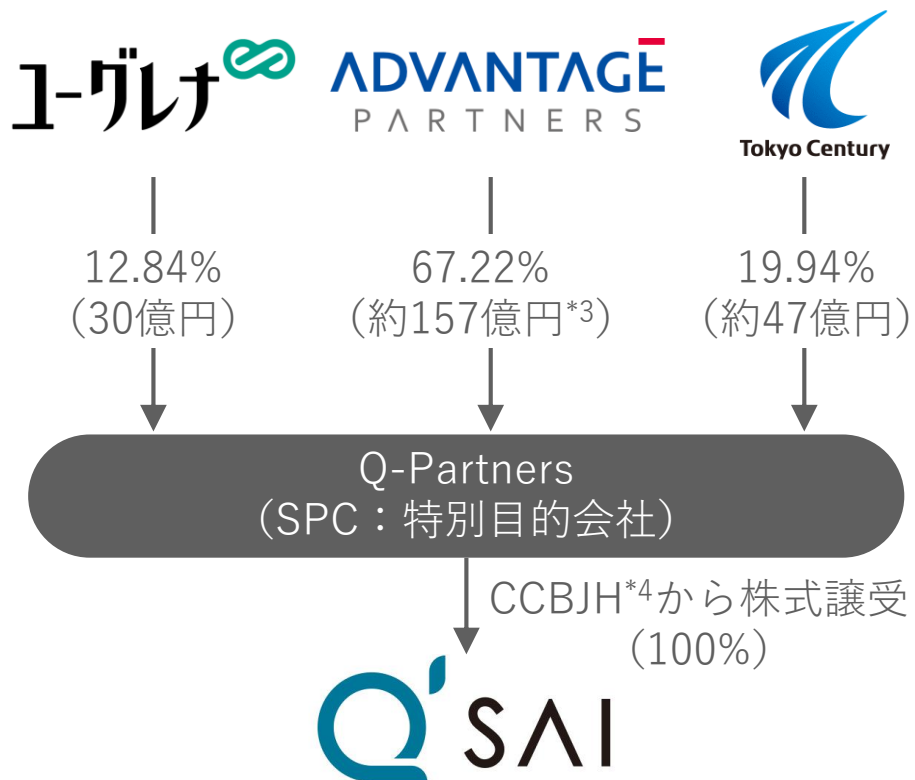 ユーグレナ
ADVANTAGE
PARTNERS
Tokyo Century
12.84%
（30億円）
67.22%
（約157億円*3）
19.94%
（約47億円）
Q-Partners
（SPC：特別目的会社）
CCBJH*4から株式譲受
（100%）
Q'SAI